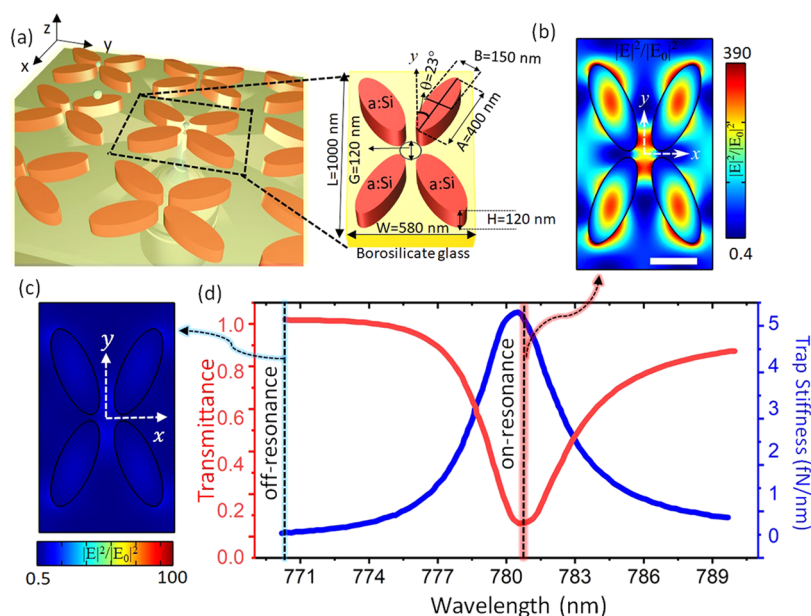 (a)
z
y
x
y
θ=23°
B=150 nm
A=400 nm
a:Si
a:Si
a:Si
a:Si
L=1000 nm
G=120 nm
H=120 nm
W=580 nm
Borosilicate glass
(b)
|E|²/|E₀|²
y
x
390
|E|²/|E₀|²
0.4
(c)
y
x
|E|²/|E₀|²
0.5
100
(d)
Transmittance
1.0
0.8
0.6
0.4
0.2
0.0
off-resonance
on-resonance
5
4
3
2
1
0
Trap Stiffness (fN/nm)
771
774
777
780
783
786
789
Wavelength (nm)